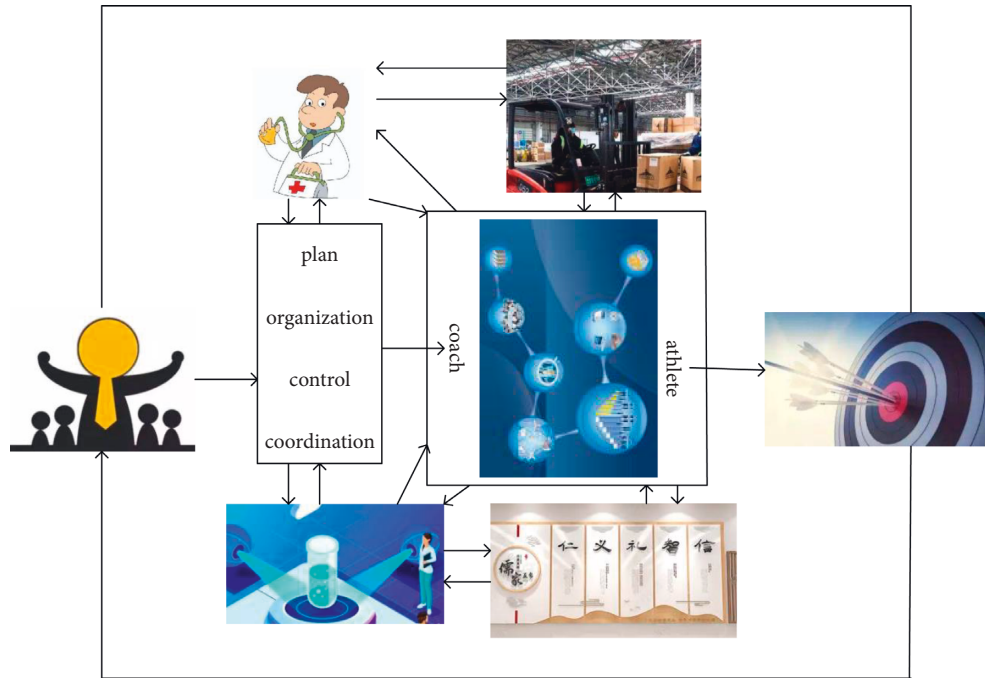 plan
organization
control
coordination
coach
athlete
仁 义 礼 智 信
儒家